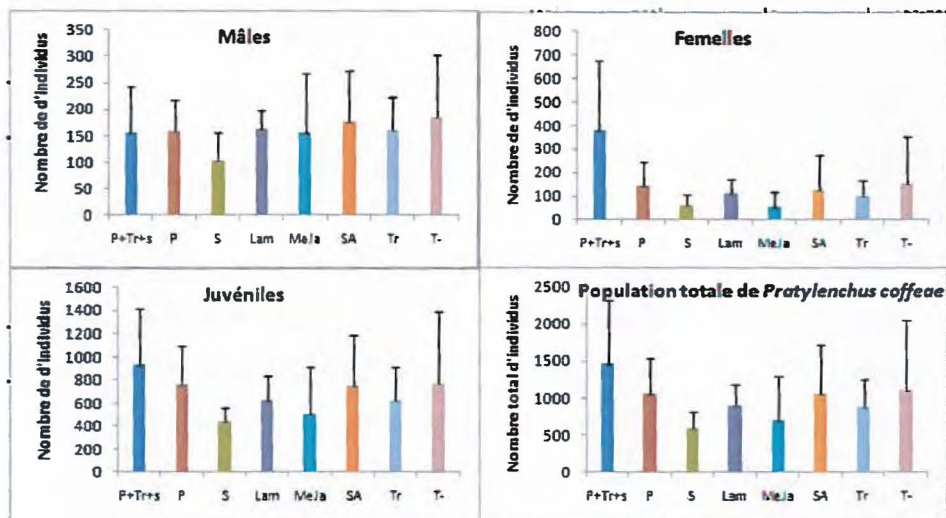 Mâles
Nombre de d'individus
350
300
250
200
150
100
50
0
P+Tr+s P S Lam MeJa SA Tr T-
Femelles
Nombre de d'individus
800
700
600
500
400
300
200
100
0
P+Tr+s P S Lam MeJa SA Tr T-
Juvéniles
Nombre de d'individus
1600
1400
1200
1000
800
600
400
200
0
P+Tr+s P S Lam MeJa SA Tr T-
Population totale de Pratylenchus coffeae
Nombre total d'individus
2500
2000
1500
1000
500
0
P+Tr+s P S Lam MeJa SA Tr T-